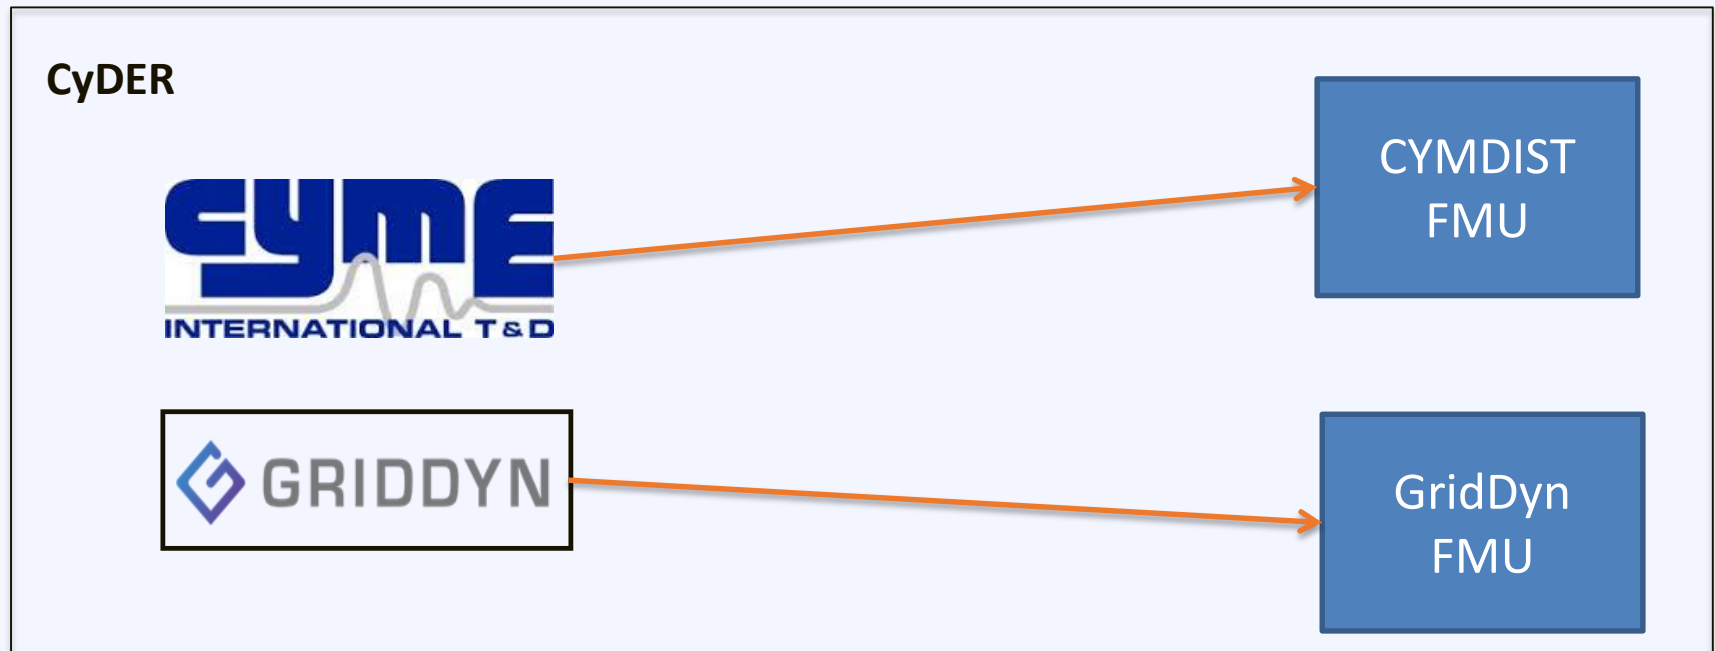 CyDER
CYME
INTERNATIONAL T & D
CYMDIST
FMU
GRIDDYN
GridDyn
FMU